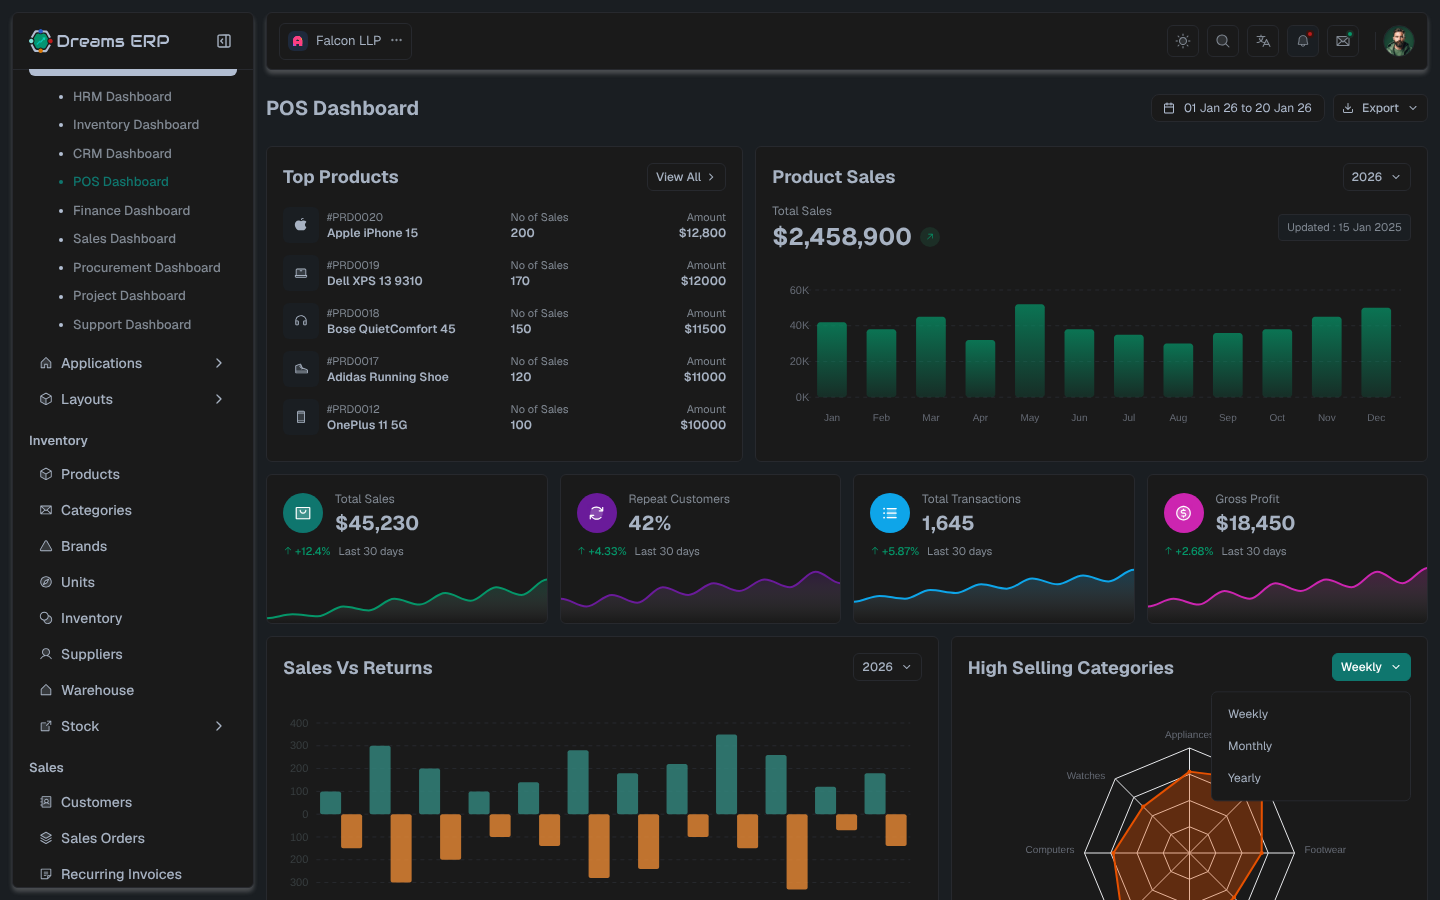 Dreams ERP
HRM Dashboard
Inventory Dashboard
CRM Dashboard
POS Dashboard
Finance Dashboard
Sales Dashboard
Procurement Dashboard
Project Dashboard
Support Dashboard
Applications
Layouts
Inventory
Products
Categories
Brands
Units
Inventory
Suppliers
Warehouse
Stock
Sales
Customers
Sales Orders
Recurring Invoices
Falcon LLP ···
POS Dashboard
01 Jan 26 to 20 Jan 26
Export
Top Products
View All
#PRD0020 No of Sales Amount
Apple iPhone 15 200 $12,800
#PRD0019 No of Sales Amount
Dell XPS 13 9310 170 $12000
#PRD0018 No of Sales Amount
Bose QuietComfort 45 150 $11500
#PRD0017 No of Sales Amount
Adidas Running Shoe 120 $11000
#PRD0012 No of Sales Amount
OnePlus 11 5G 100 $10000
Product Sales
2026
Total Sales
$2,458,900
Updated : 15 Jan 2025
60K
40K
20K
0K
Jan Feb Mar Apr May Jun Jul Aug Sep Oct Nov Dec
Total Sales
$45,230
+12.4% Last 30 days
Repeat Customers
42%
+4.33% Last 30 days
Total Transactions
1,645
+5.87% Last 30 days
Gross Profit
$18,450
+2.68% Last 30 days
Sales Vs Returns
2026
400
300
200
100
0
100
200
300
High Selling Categories
Weekly
Weekly
Monthly
Yearly
Appliances
Watches
Computers
Footwear